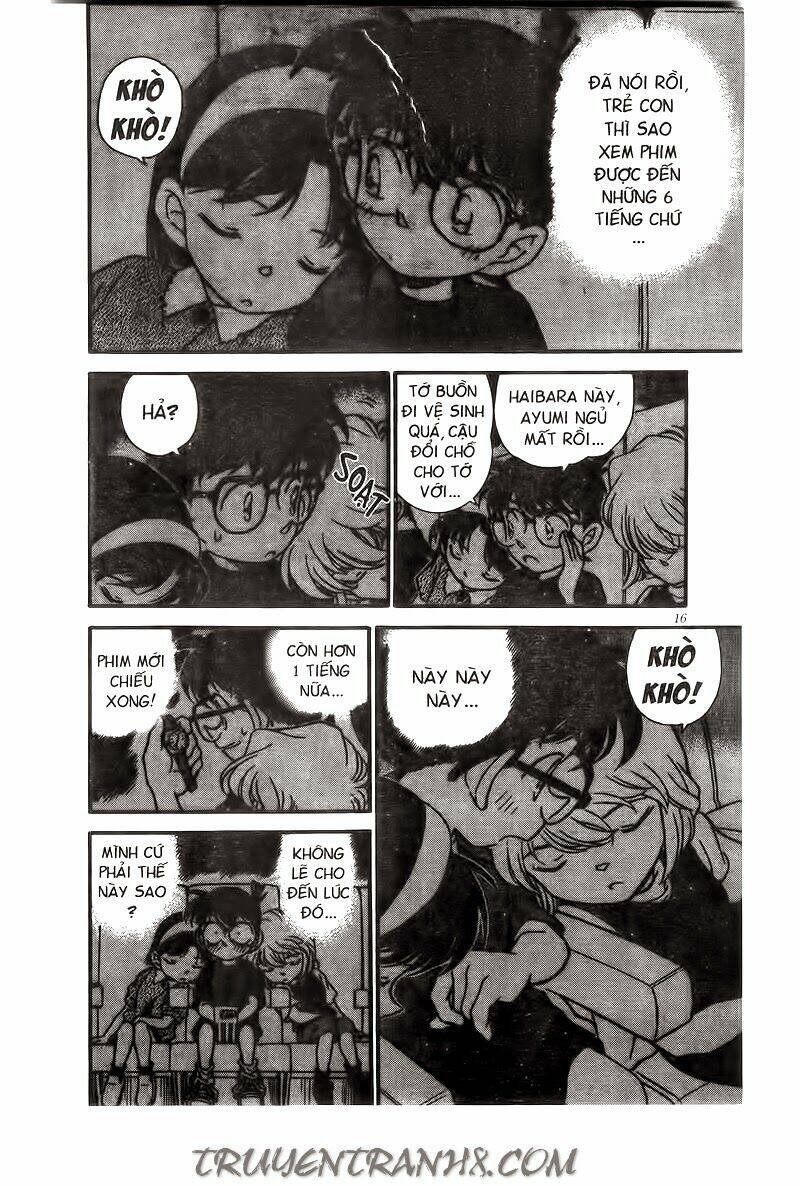 ĐÃ NÓI RỒI,
TRẺ CON
THÌ SAO
XEM PHIM
ĐƯỢC ĐẾN
NHỮNG 6
TIẾNG CHỨ
...
KHÒ
KHÒ!
HAIBARA NÀY,
AYUMI NGỦ
MẤT RỒI...
TỚ BUỒN
ĐI VỆ SINH
QUÁ, CẬU
ĐỔI CHỖ
CHO TỚ
VỚI...
SOẠT
HẢ?
16
KHÒ
KHÒ!
NÀY NÀY
NÀY...
CÒN HƠN
1 TIẾNG
NỮA...
PHIM MỚI
CHIẾU
XONG!
KHÔNG
LẼ CHO
ĐẾN LÚC
ĐÓ...
MÌNH CỨ
PHẢI THẾ
NÀY SAO
?
TRUYENTRANH8.COM